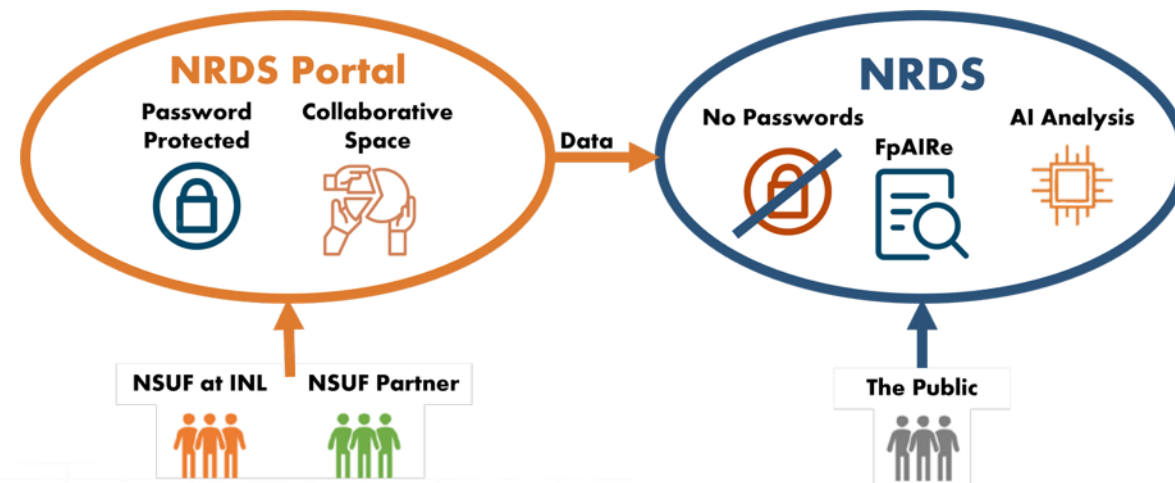 NRDS Portal
Password
Protected
Collaborative
Space
Data
NRDS
No Passwords
FpAIRe
AI Analysis
NSUF at INL
NSUF Partner
The Public